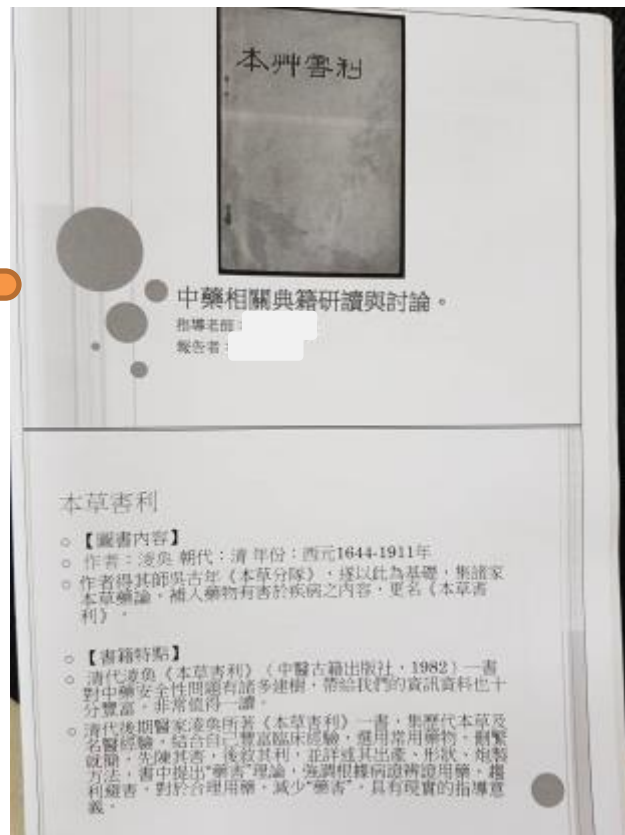 本艸害利
中藥相關典籍研讀與討論。
指導老師：
報告者：
本草害利
【圖書內容】
作者：淩奐 朝代：清 年份：西元1644-1911年
作者得其師吳古年《本草分隊》，遂以此為基礎，集諸家
本草藥論，補入藥物有害於疾病之內容，更名《本草害
利》。
【書籍特點】
清代淩奐《本草害利》（中醫古籍出版社，1982）一書
對中藥安全性問題有諸多建樹，帶給我們的資訊資料也十
分豐富，非常值得一讀。
清代後期醫家淩奐所著《本草害利》一書，集歷代本草及
名醫經驗，結合自己豐富臨床經驗，選用常用藥物，刪繁
就簡，先陳其害，後敘其利，並詳述其出產、形狀、炮製
方法，書中提出"藥害"理論，強調根據病證辨證用藥，趨
利避害，對於合理用藥，減少"藥害"，具有現實的指導意
義。